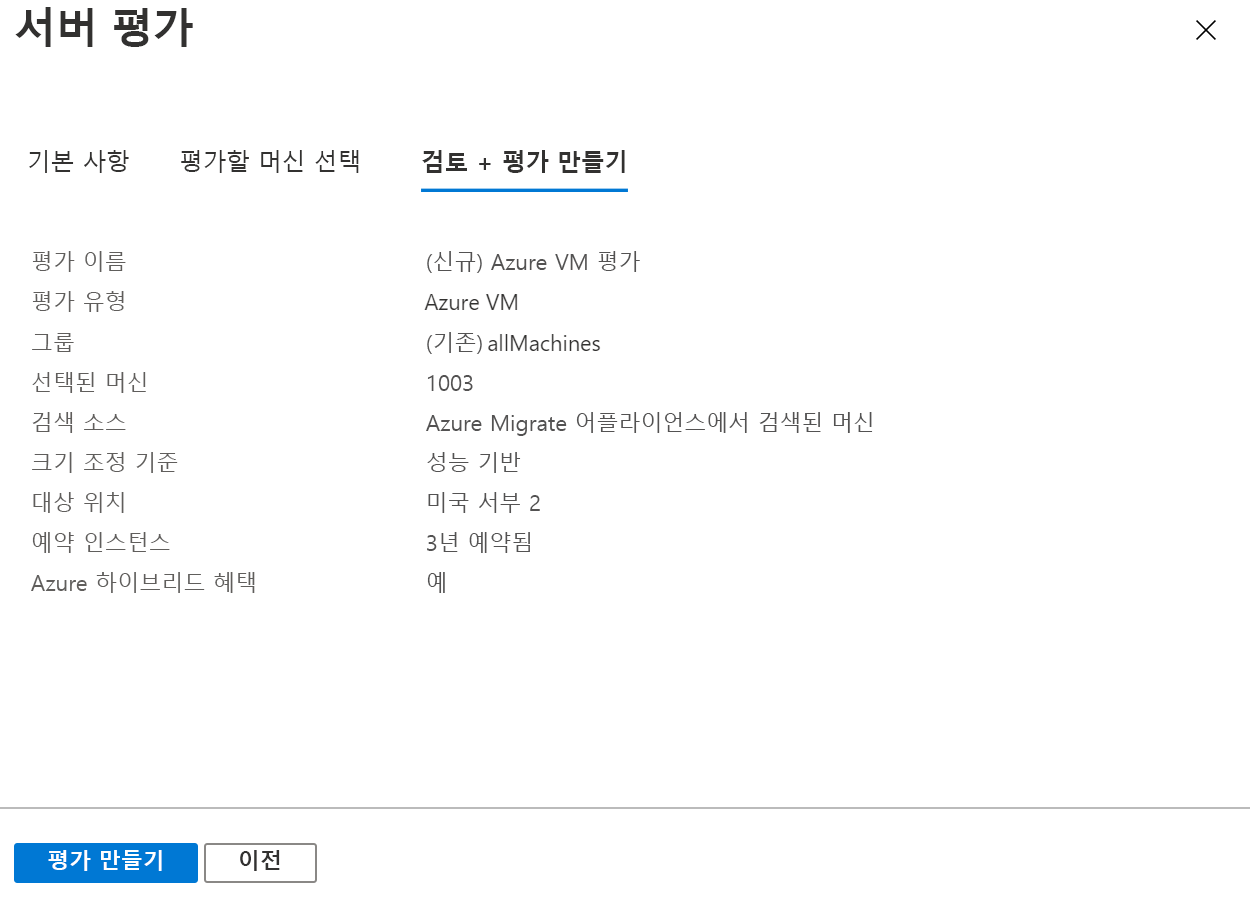 서버 평가
기본 사항 평가할 머신 선택 검토 + 평가 만들기
평가 이름 (신규) Azure VM 평가
평가 유형 Azure VM
그룹 (기존) allMachines
선택된 머신 1003
검색 소스 Azure Migrate 어플라이언스에서 검색된 머신
크기 조정 기준 성능 기반
대상 위치 미국 서부 2
예약 인스턴스 3년 예약됨
Azure 하이브리드 혜택 예
평가 만들기 이전